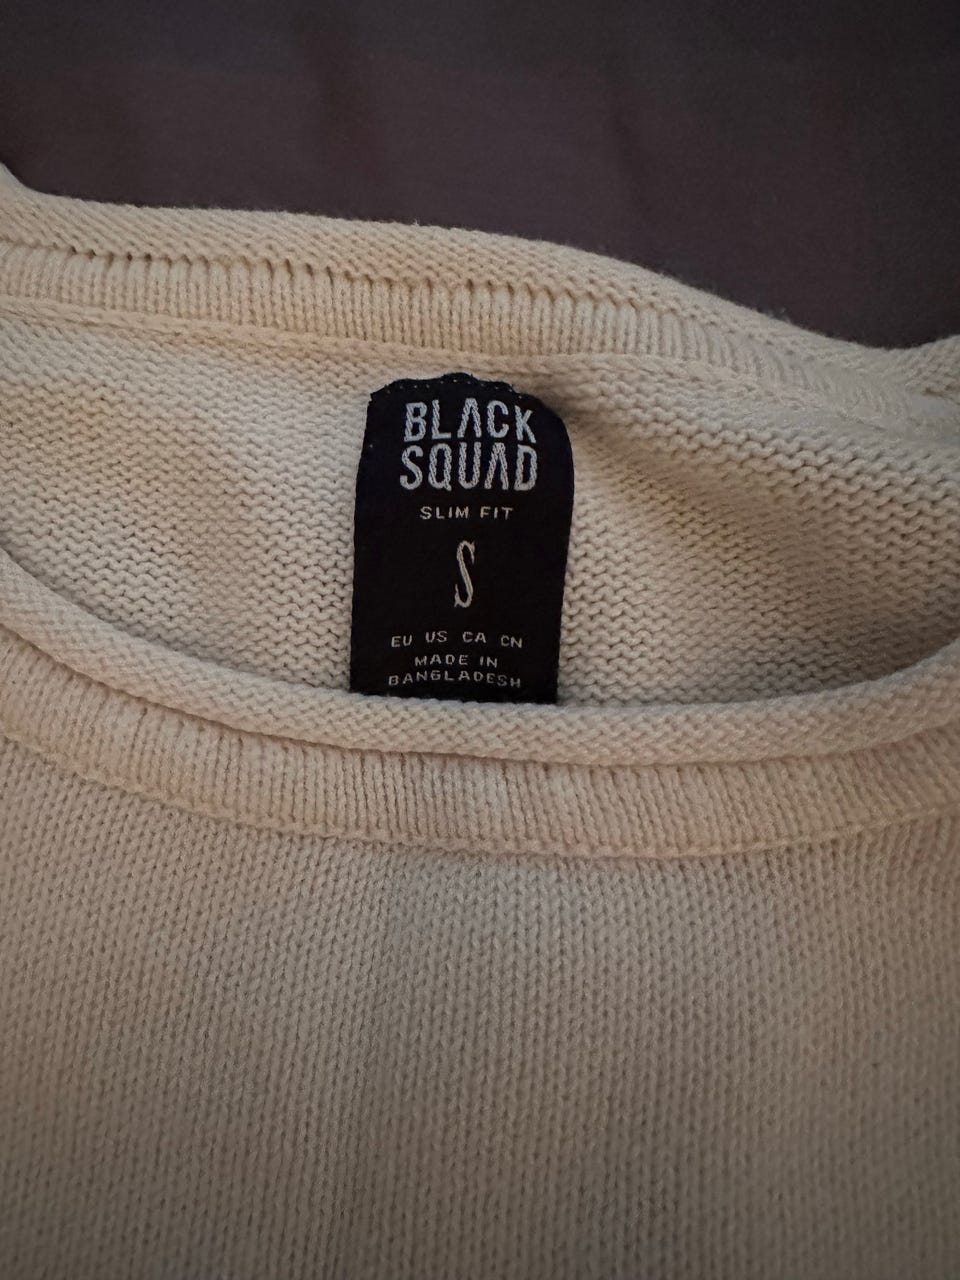 BLACK
SQUAD
SLIM FIT
S
EU US CA CN
MADE IN
BANGLADESH